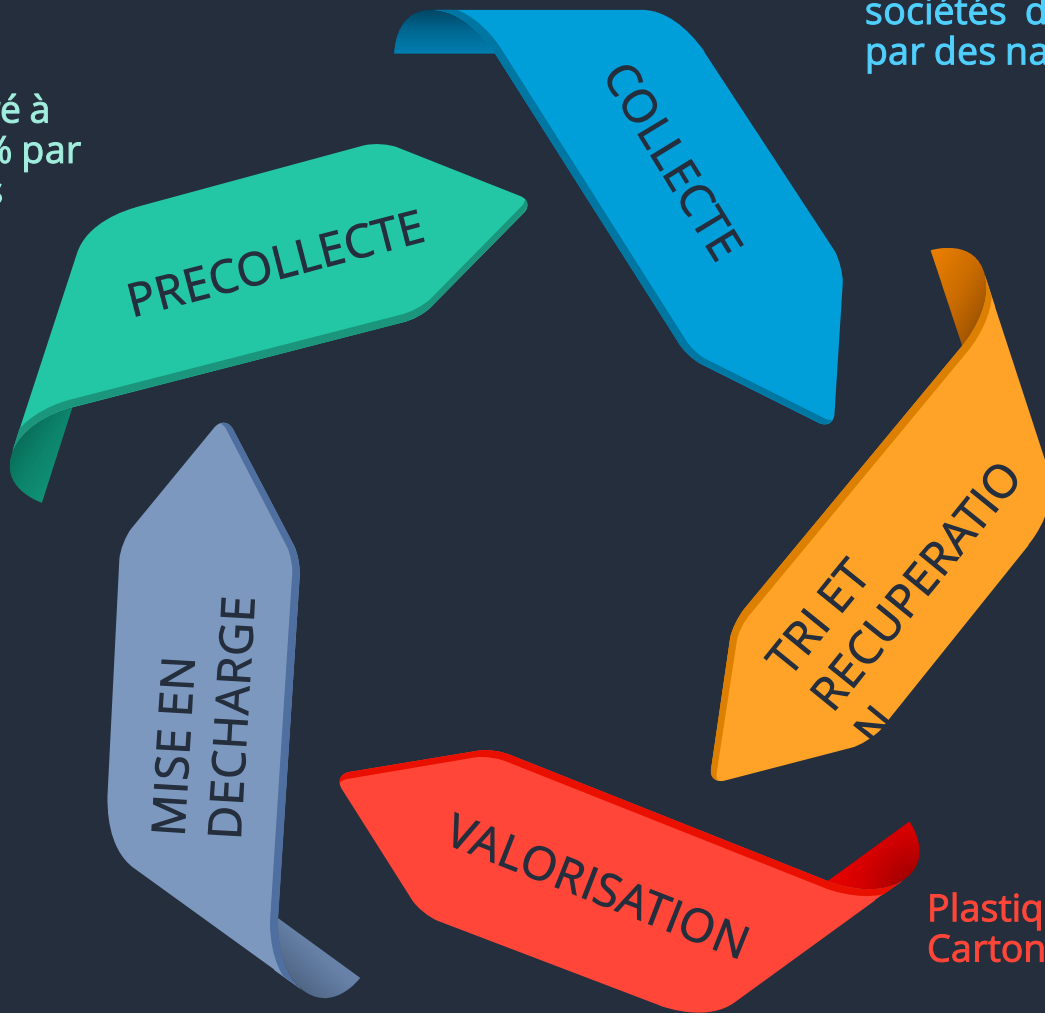 sociétés d
par des na
é à
% par
COLLECTE
PRECOLLECTE
TRI ET
RECUPERATIO
N
MISE EN
DECHARGE
VALORISATION
Plastiq
Carton